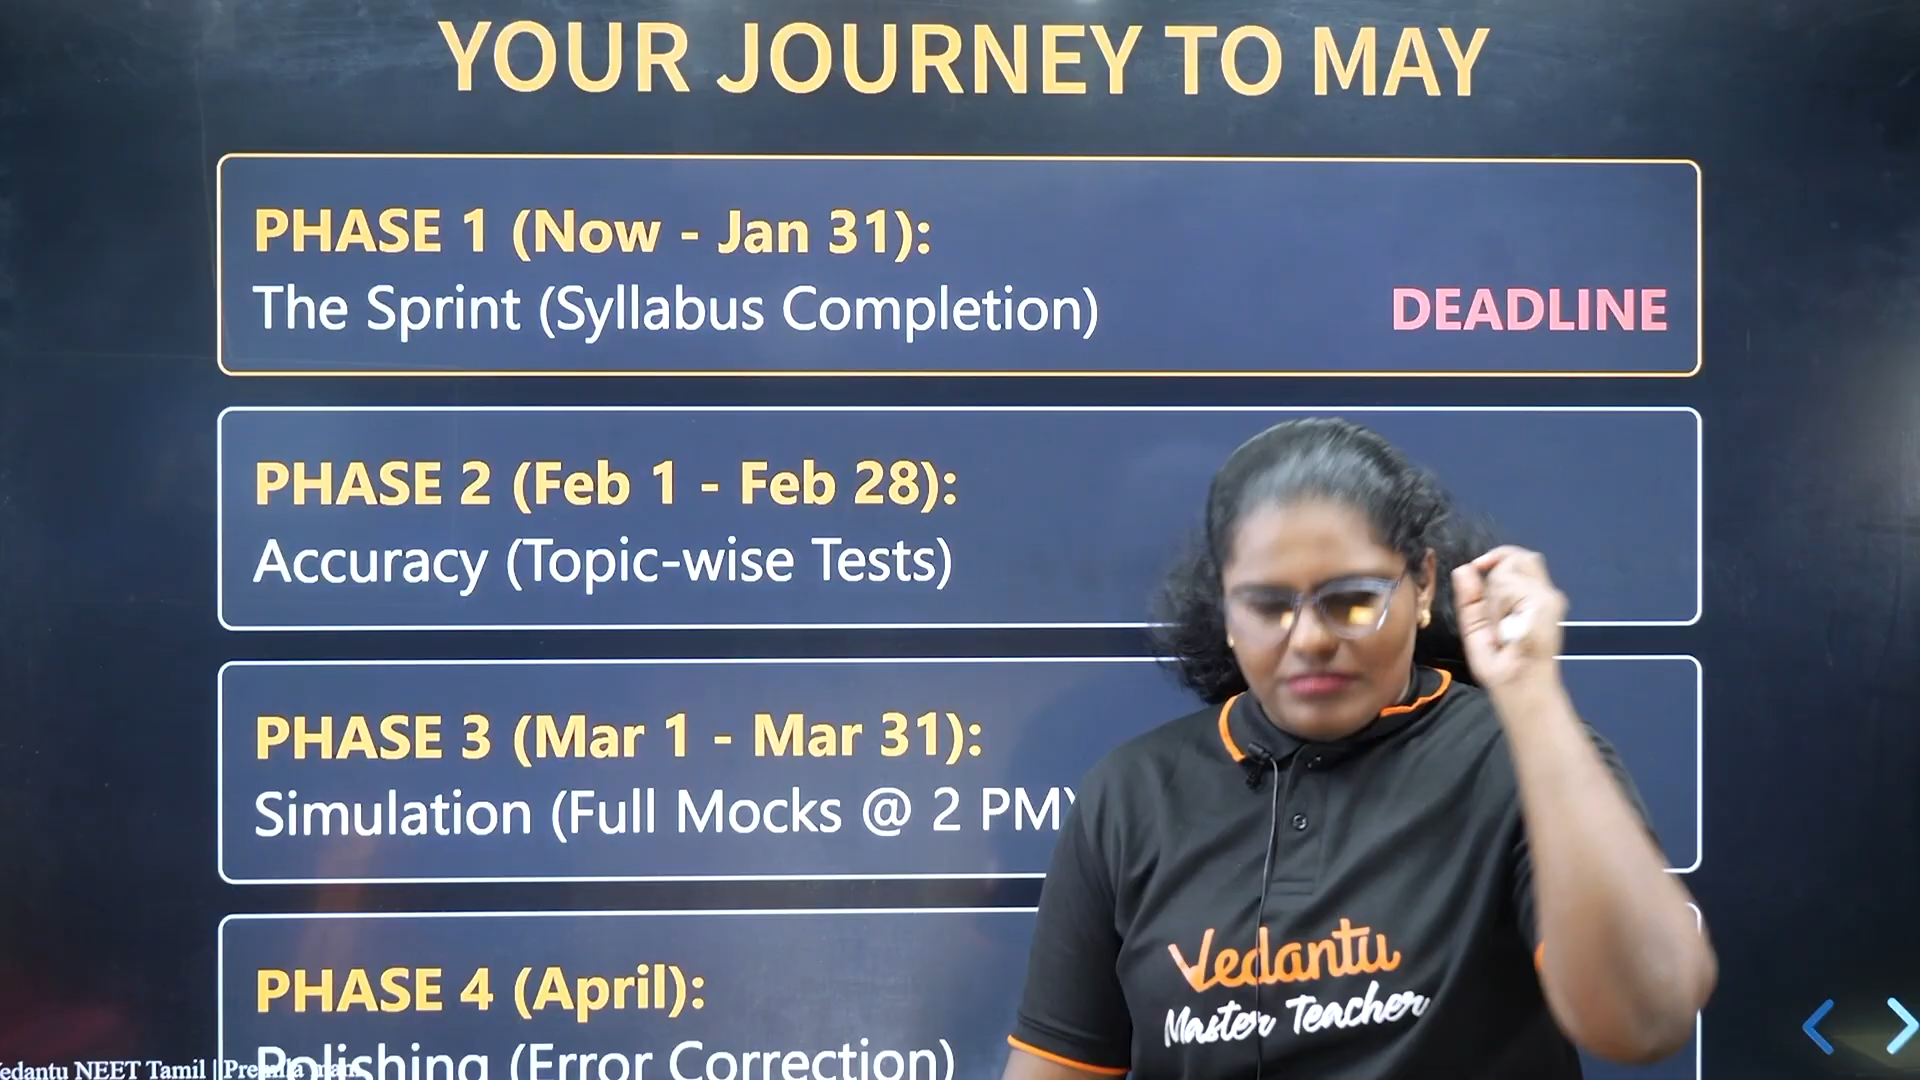 YOUR JOURNEY TO MAY
PHASE 1 (Now - Jan 31):
The Sprint (Syllabus Completion)
DEADLINE
PHASE 2 (Feb 1 - Feb 28):
Accuracy (Topic-wise Tests)
PHASE 3 (Mar 1 - Mar 31):
Simulation (Full Mocks @ 2 PM)
PHASE 4 (April):
Polishing (Error Correction)
Vedantu
Master Teacher
edantu NEET Tamil |